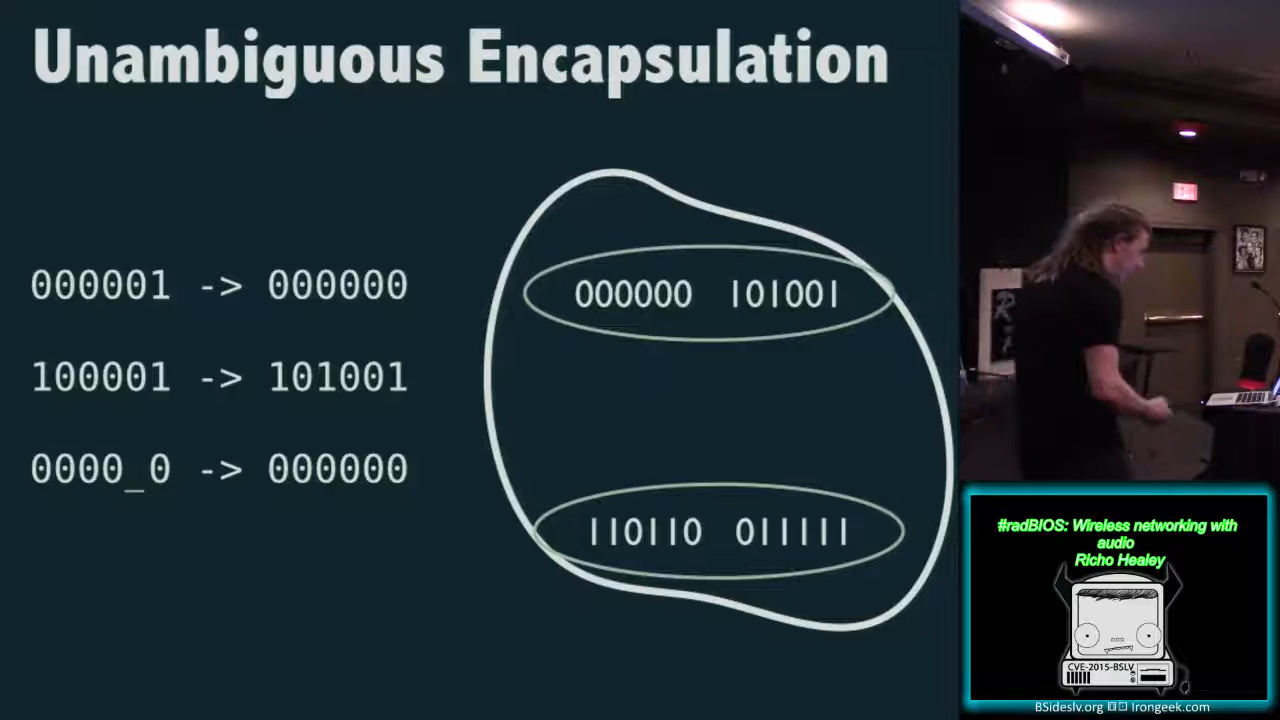 Unambiguous Encapsulation
000001 -> 000000
100001 -> 101001
0000_0 -> 000000
000000 101001
110110 011111
#radBIOS: Wireless networking with
audio
Richo Healey
CVE-2015-BSLV
BSideslv.org Irongeek.com